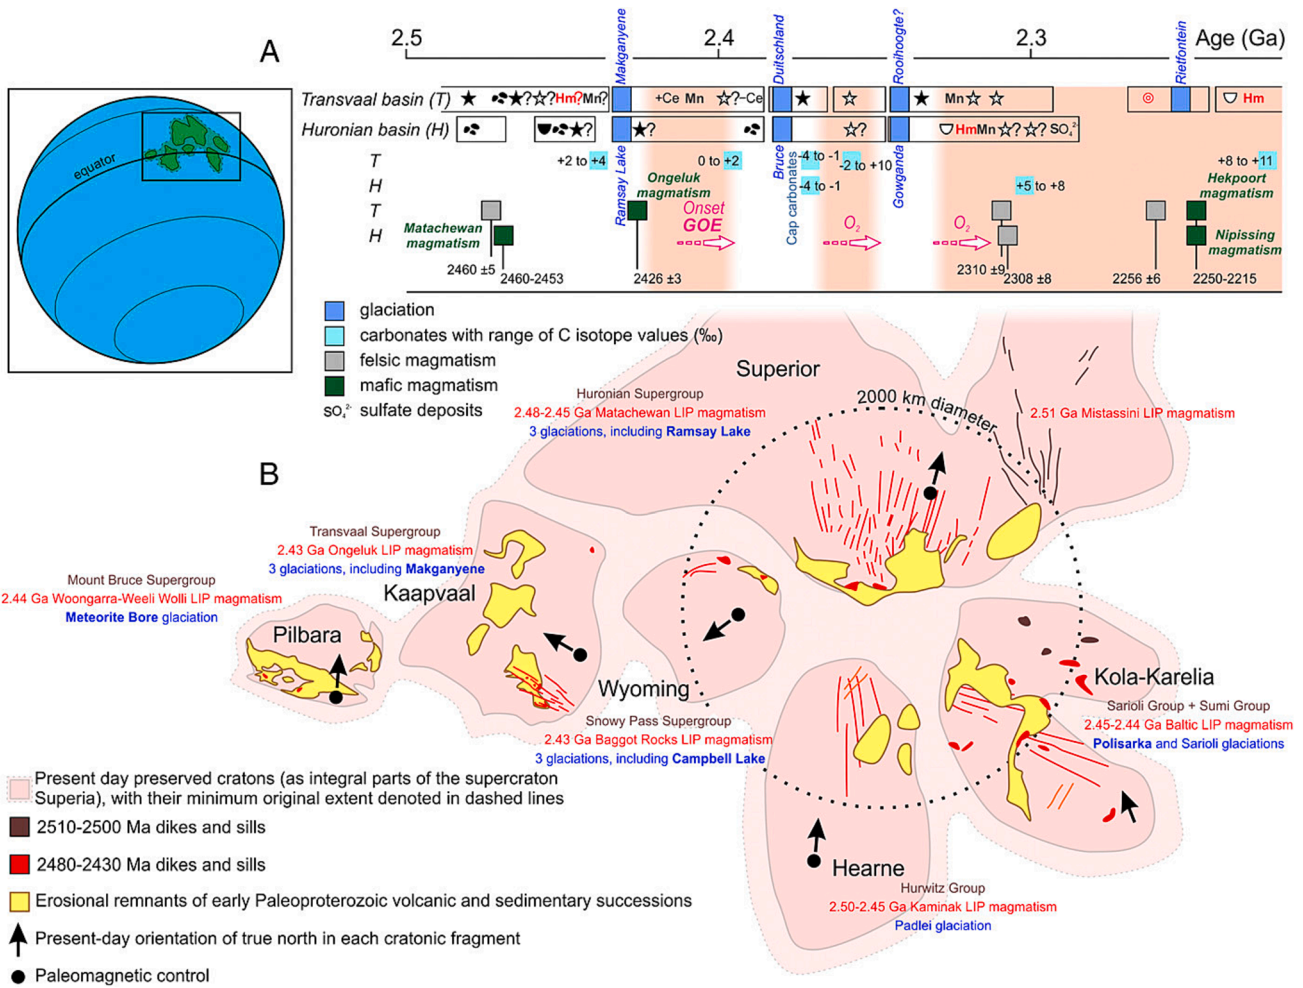 A
2.5
2.4
2.3
Age (Ga)
Makganyene
Duitschland
Rooihoogte?
Rietfontein
Transvaal basin (T)
?
?
Hm?
Mn?
+Ce Mn
?
-Ce
Mn
Hm
Huronian basin (H)
?
?
?
HmMn
?
?
SO₄²⁻
T
+2 to +4
0 to +2
-4 to -1
-2 to +10
+8 to +11
H
-4 to -1
+5 to +8
Ramsay Lake
Bruce
Cap carbonates
Gowganda
Ongeluk
magmatism
Hekpoort
magmatism
T
H
Matachewan
magmatism
Onset
GOE
O₂
O₂
Nipissing
magmatism
2460 ±5
2460-2453
2426 ±3
2310 ±9
2308 ±8
2256 ±6
2250-2215
equator
glaciation
carbonates with range of C isotope values (‰)
felsic magmatism
mafic magmatism
SO₄²⁻ sulfate deposits
B
Superior
Huronian Supergroup
2.48-2.45 Ga Matachewan LIP magmatism
3 glaciations, including Ramsay Lake
2000 km diameter
2.51 Ga Mistassini LIP magmatism
Transvaal Supergroup
2.43 Ga Ongeluk LIP magmatism
3 glaciations, including Makganyene
Kaapvaal
Mount Bruce Supergroup
2.44 Ga Woongarra-Weeli Wolli LIP magmatism
Meteorite Bore glaciation
Pilbara
Wyoming
Snowy Pass Supergroup
2.43 Ga Baggot Rocks LIP magmatism
3 glaciations, including Campbell Lake
Kola-Karelia
Sarioli Group + Sumi Group
2.45-2.44 Ga Baltic LIP magmatism
Polisarka and Sarioli glaciations
Hearne
Hurwitz Group
2.50-2.45 Ga Kaminak LIP magmatism
Padlei glaciation
Present day preserved cratons (as integral parts of the supercraton
Superia), with their minimum original extent denoted in dashed lines
2510-2500 Ma dikes and sills
2480-2430 Ma dikes and sills
Erosional remnants of early Paleoproterozoic volcanic and sedimentary successions
Present-day orientation of true north in each cratonic fragment
Paleomagnetic control